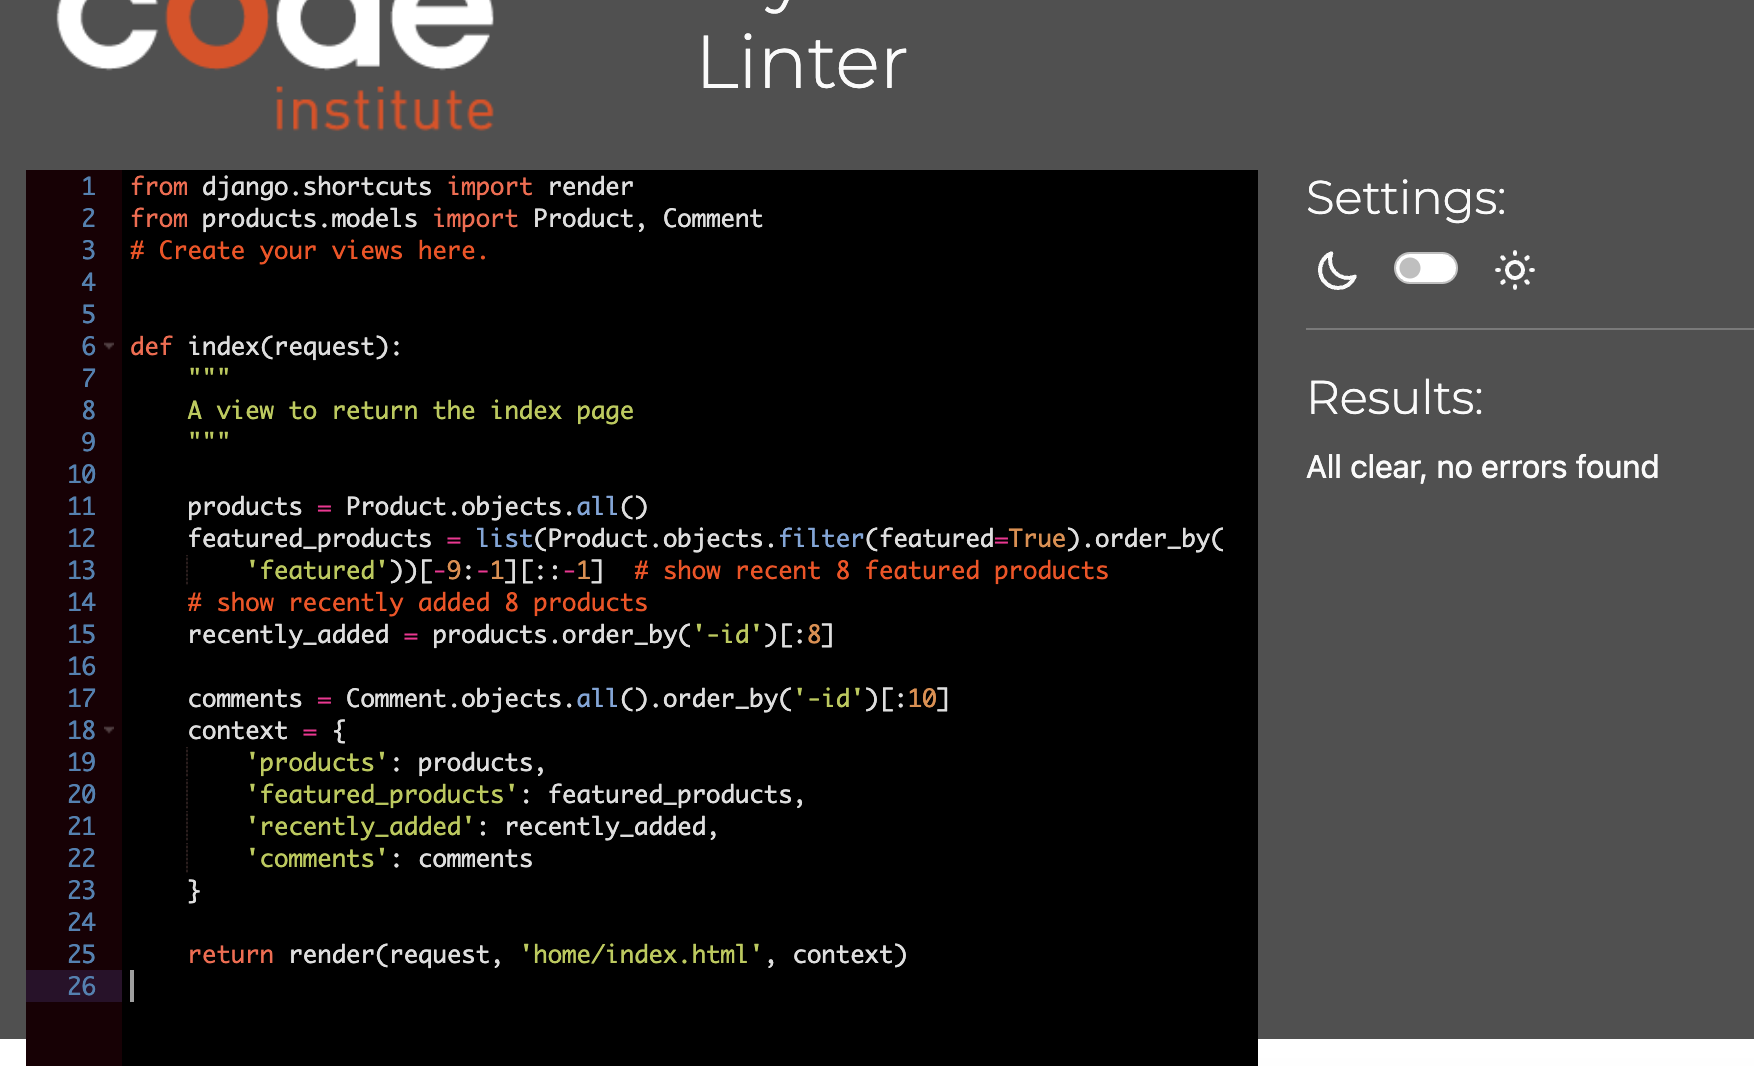 code
institute
Linter
1 from django.shortcuts import render
2 from products.models import Product, Comment
3 # Create your views here.
4
5
6 def index(request):
7     """
8     A view to return the index page
9     """
10
11     products = Product.objects.all()
12     featured_products = list(Product.objects.filter(featured=True).order_by(
13         'featured'))[-9:-1][::-1]  # show recent 8 featured products
14     # show recently added 8 products
15     recently_added = products.order_by('-id')[:8]
16
17     comments = Comment.objects.all().order_by('-id')[:10]
18     context = {
19         'products': products,
20         'featured_products': featured_products,
21         'recently_added': recently_added,
22         'comments': comments
23     }
24
25     return render(request, 'home/index.html', context)
26
Settings:
Results:
All clear, no errors found